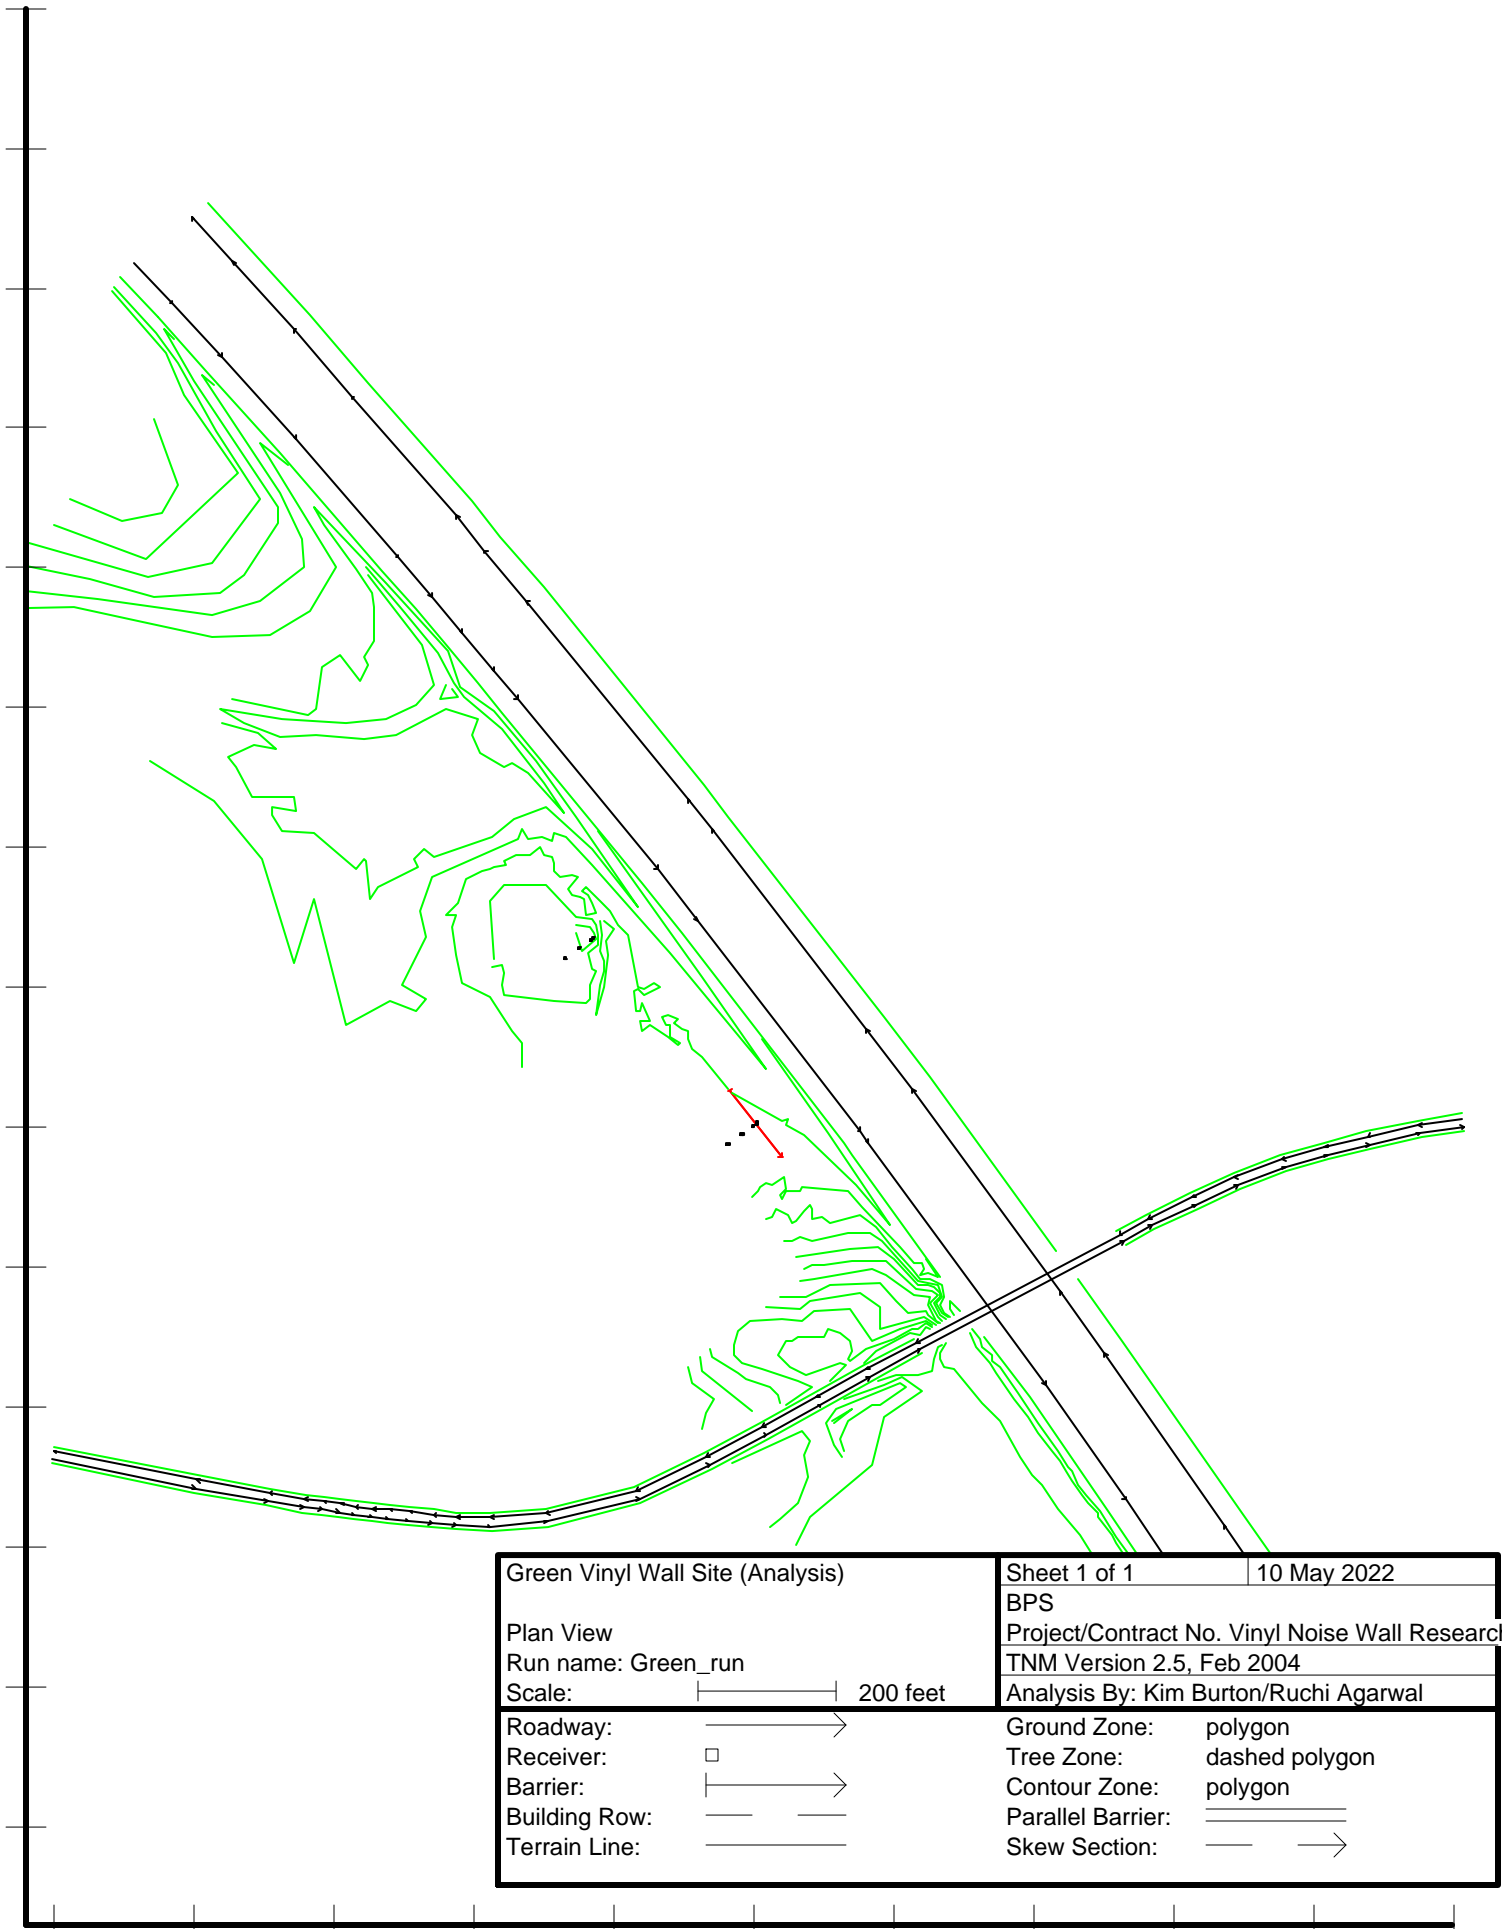 Green Vinyl Wall Site (Analysis)
Plan View
Run name: Green_run
Scale: 200 feet
Sheet 1 of 1 10 May 2022
BPS
Project/Contract No. Vinyl Noise Wall Research
TNM Version 2.5, Feb 2004
Analysis By: Kim Burton/Ruchi Agarwal
Roadway:
Receiver:
Barrier:
Building Row:
Terrain Line:
Ground Zone: polygon
Tree Zone: dashed polygon
Contour Zone: polygon
Parallel Barrier:
Skew Section: